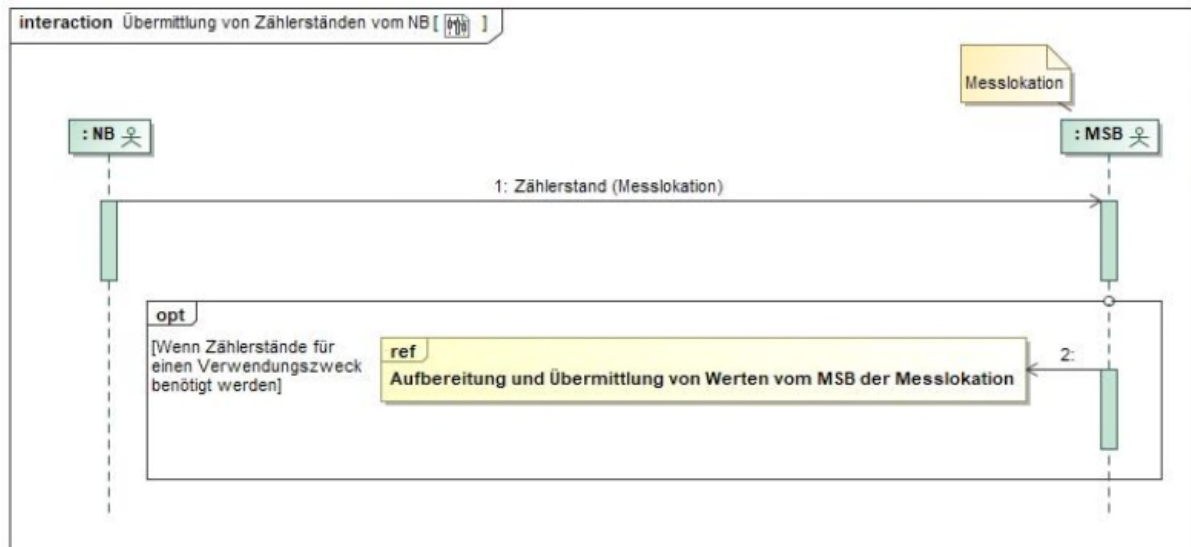 interaction Übermittlung von Zählerständen vom NB [ ]
Messlokation
: NB
: MSB
1: Zählerstand (Messlokation)
opt
[Wenn Zählerstände für
einen Verwendungszweck
benötigt werden]
ref
Aufbereitung und Übermittlung von Werten vom MSB der Messlokation
2: